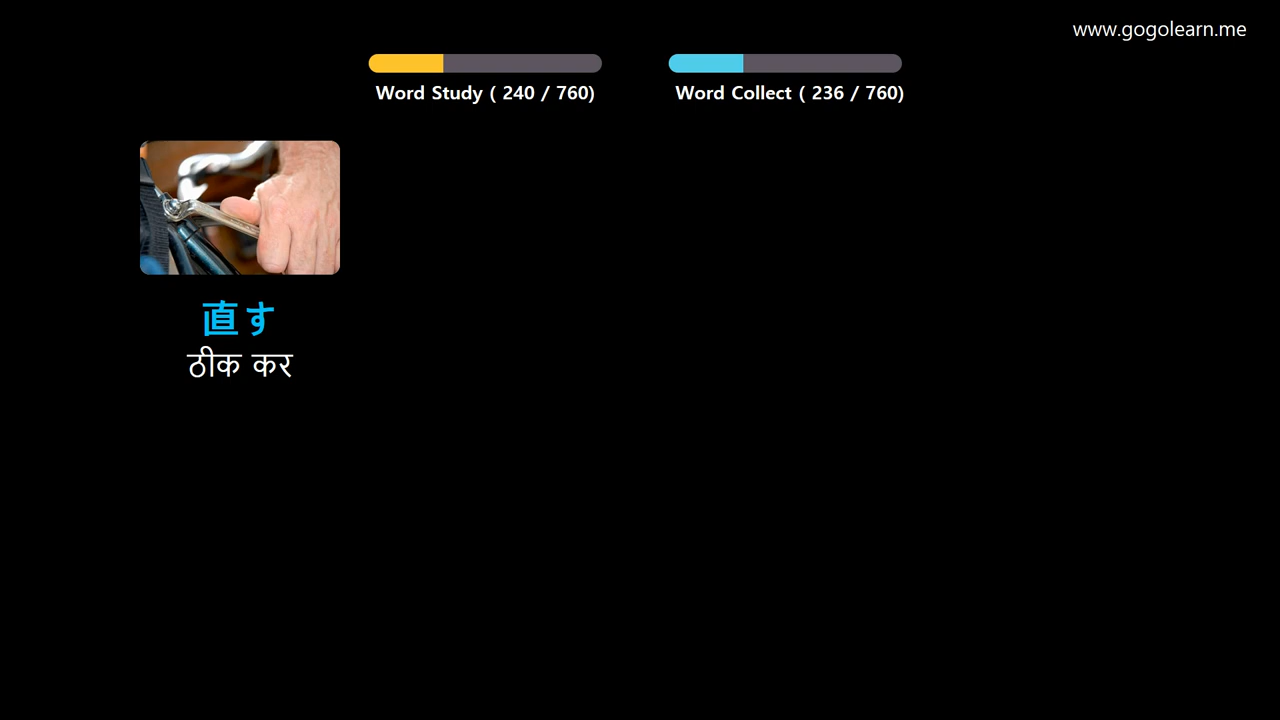 www.gogolearn.me
Word Study ( 240 / 760)
Word Collect ( 236 / 760)
直す
ठीक कर